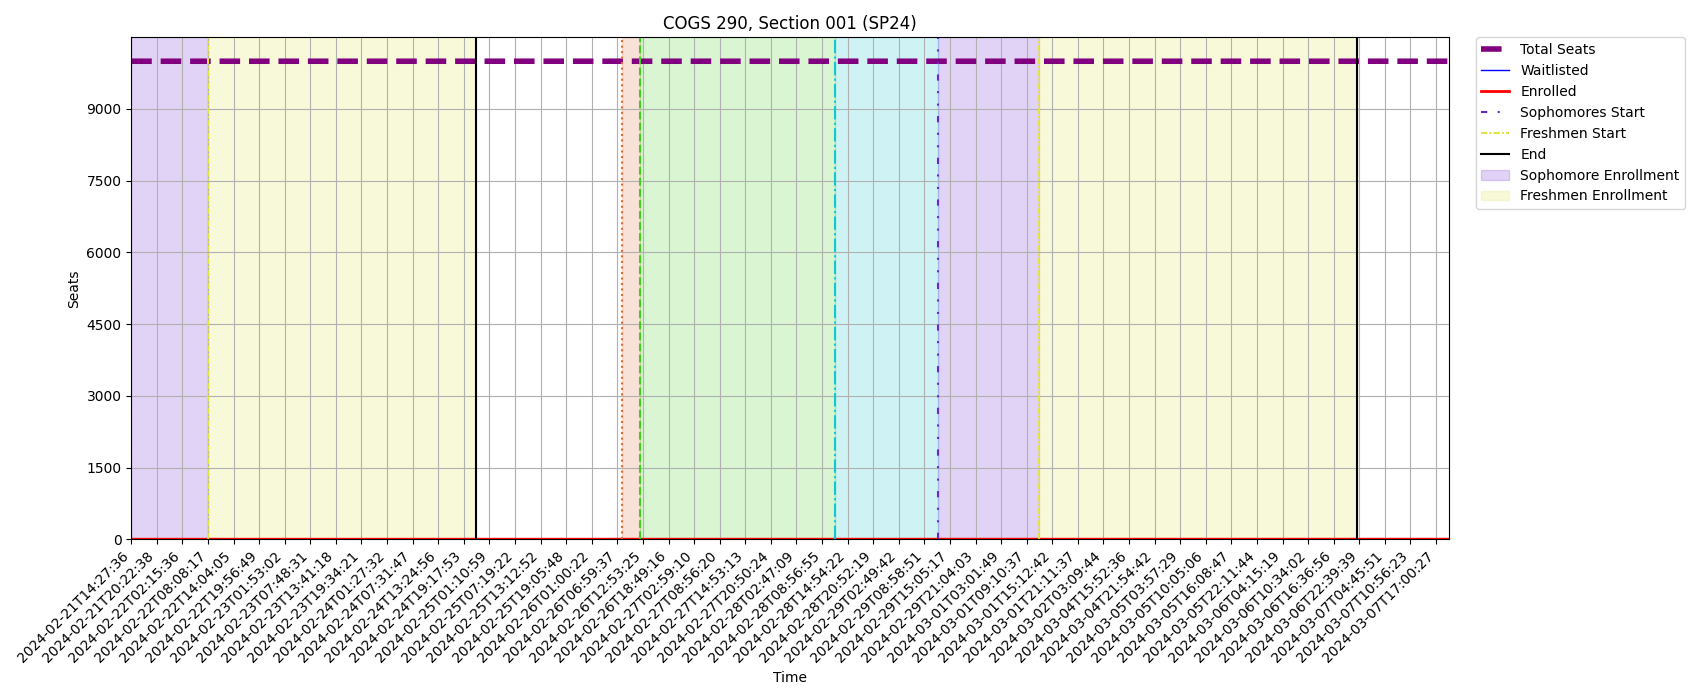 COGS 290, Section 001 (SP24)
Total Seats
Waitlisted
Enrolled
Sophomores Start
Freshmen Start
End
Sophomore Enrollment
Freshmen Enrollment
Seats
9000
7500
6000
4500
3000
1500
0
2024-02-21T14:27:36
2024-02-21T20:22:38
2024-02-22T02:15:36
2024-02-22T08:08:17
2024-02-22T14:04:05
2024-02-22T19:56:49
2024-02-23T01:53:02
2024-02-23T07:48:31
2024-02-23T13:41:18
2024-02-23T19:34:21
2024-02-24T01:27:32
2024-02-24T07:31:47
2024-02-24T13:24:56
2024-02-24T19:17:53
2024-02-25T01:10:59
2024-02-25T07:19:22
2024-02-25T13:12:52
2024-02-25T19:05:48
2024-02-26T01:00:22
2024-02-26T06:59:37
2024-02-26T12:53:25
2024-02-26T18:49:16
2024-02-27T02:59:10
2024-02-27T08:56:20
2024-02-27T14:53:13
2024-02-27T20:50:24
2024-02-28T02:47:09
2024-02-28T08:56:55
2024-02-28T14:54:22
2024-02-28T20:52:19
2024-02-29T02:49:42
2024-02-29T08:58:51
2024-02-29T15:05:17
2024-02-29T21:04:03
2024-03-01T03:01:49
2024-03-01T09:10:37
2024-03-01T15:12:42
2024-03-01T21:11:37
2024-03-02T03:09:44
2024-03-04T15:52:36
2024-03-04T21:54:42
2024-03-05T03:57:29
2024-03-05T10:05:06
2024-03-05T16:08:47
2024-03-05T22:11:44
2024-03-06T04:15:19
2024-03-06T10:34:02
2024-03-06T16:36:56
2024-03-06T22:39:39
2024-03-07T04:45:51
2024-03-07T10:56:23
2024-03-07T17:00:27
Time